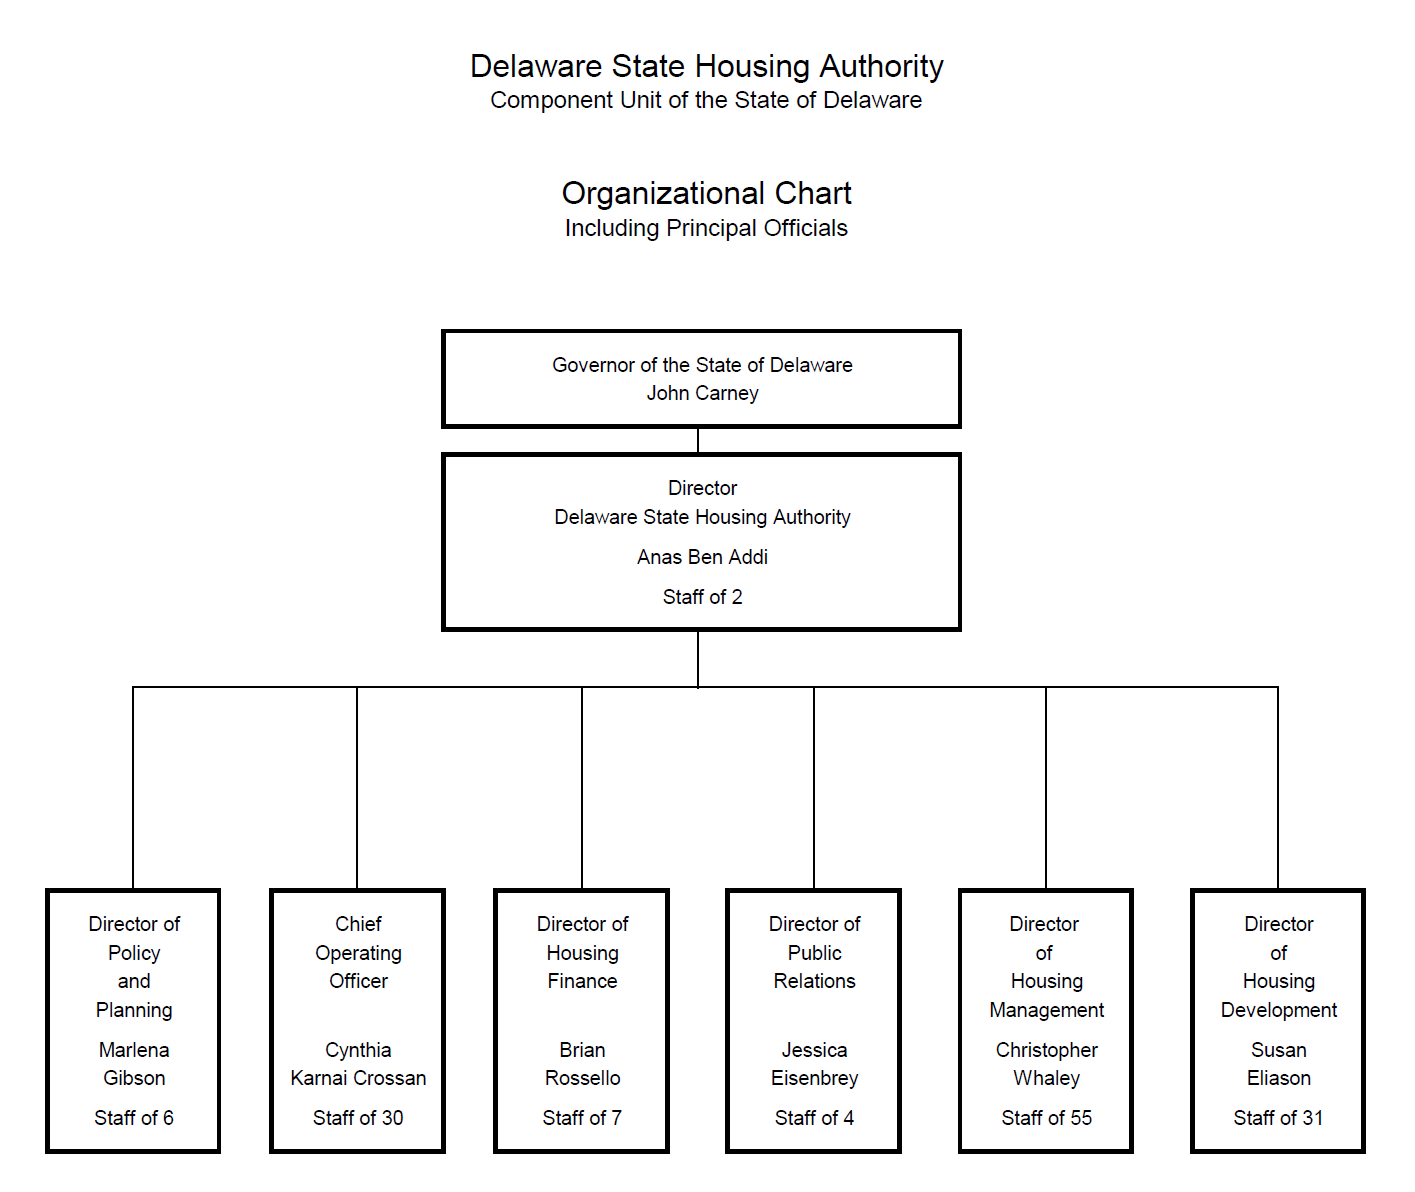 Delaware State Housing Authority
Component Unit of the State of Delaware
Organizational Chart
Including Principal Officials
Governor of the State of Delaware
John Carney
Director
Delaware State Housing Authority
Anas Ben Addi
Staff of 2
Director of
Policy
and
Planning
Marlena
Gibson
Staff of 6
Chief
Operating
Officer
Cynthia
Karnai Crossan
Staff of 30
Director of
Housing
Finance
Brian
Rossello
Staff of 7
Director of
Public
Relations
Jessica
Eisenbrey
Staff of 4
Director
of
Housing
Management
Christopher
Whaley
Staff of 55
Director
of
Housing
Development
Susan
Eliason
Staff of 31